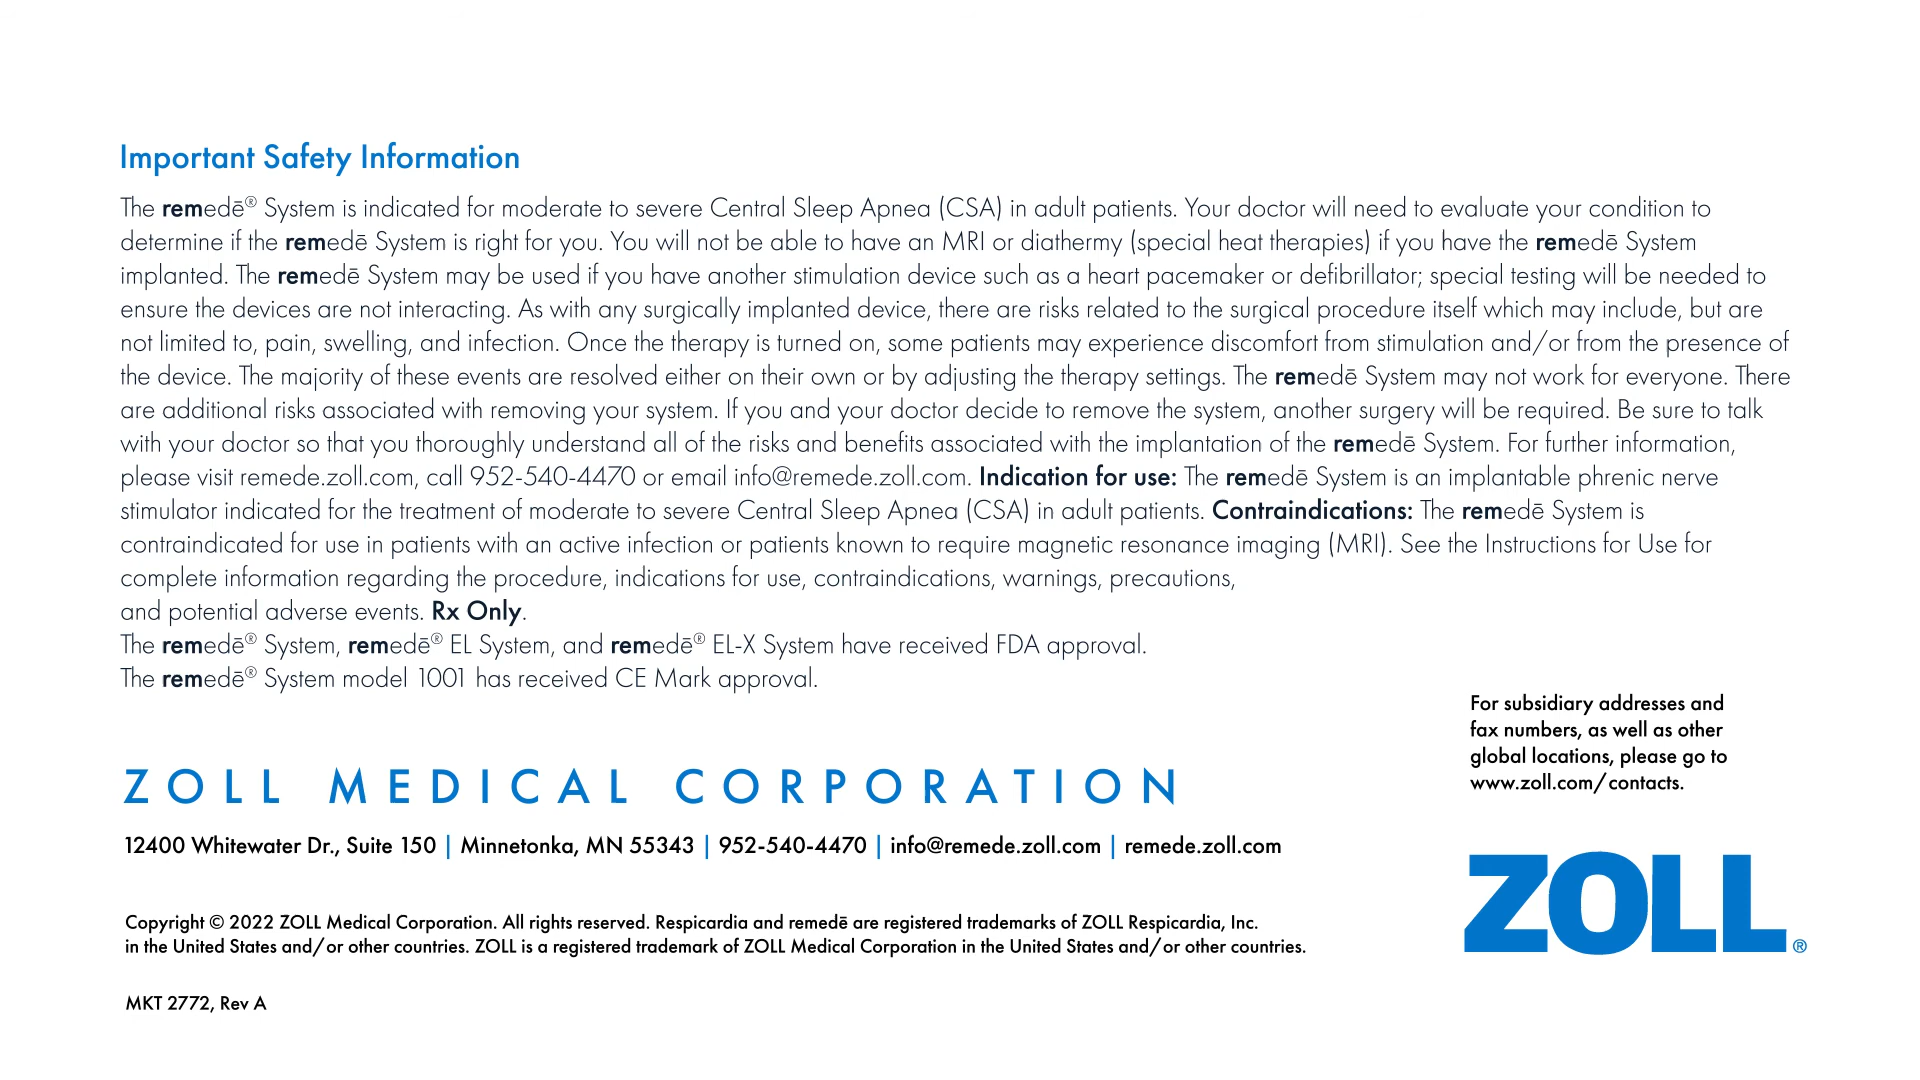 Important Safety Information
The remedē® System is indicated for moderate to severe Central Sleep Apnea (CSA) in adult patients. Your doctor will need to evaluate your condition to
determine if the remedē System is right for you. You will not be able to have an MRI or diathermy (special heat therapies) if you have the remedē System
implanted. The remedē System may be used if you have another stimulation device such as a heart pacemaker or defibrillator; special testing will be needed to
ensure the devices are not interacting. As with any surgically implanted device, there are risks related to the surgical procedure itself which may include, but are
not limited to, pain, swelling, and infection. Once the therapy is turned on, some patients may experience discomfort from stimulation and/or from the presence of
the device. The majority of these events are resolved either on their own or by adjusting the therapy settings. The remedē System may not work for everyone. There
are additional risks associated with removing your system. If you and your doctor decide to remove the system, another surgery will be required. Be sure to talk
with your doctor so that you thoroughly understand all of the risks and benefits associated with the implantation of the remedē System. For further information,
please visit remede.zoll.com, call 952-540-4470 or email info@remede.zoll.com. Indication for use: The remedē System is an implantable phrenic nerve
stimulator indicated for the treatment of moderate to severe Central Sleep Apnea (CSA) in adult patients. Contraindications: The remedē System is
contraindicated for use in patients with an active infection or patients known to require magnetic resonance imaging (MRI). See the Instructions for Use for
complete information regarding the procedure, indications for use, contraindications, warnings, precautions,
and potential adverse events. Rx Only.
The remedē® System, remedē® EL System, and remedē® EL-X System have received FDA approval.
The remedē® System model 1001 has received CE Mark approval.
For subsidiary addresses and
fax numbers, as well as other
global locations, please go to
www.zoll.com/contacts.
ZOLL MEDICAL CORPORATION
12400 Whitewater Dr., Suite 150 | Minnetonka, MN 55343 | 952-540-4470 | info@remede.zoll.com | remede.zoll.com
ZOLL®
Copyright © 2022 ZOLL Medical Corporation. All rights reserved. Respicardia and remedē are registered trademarks of ZOLL Respicardia, Inc.
in the United States and/or other countries. ZOLL is a registered trademark of ZOLL Medical Corporation in the United States and/or other countries.
MKT 2772, Rev A